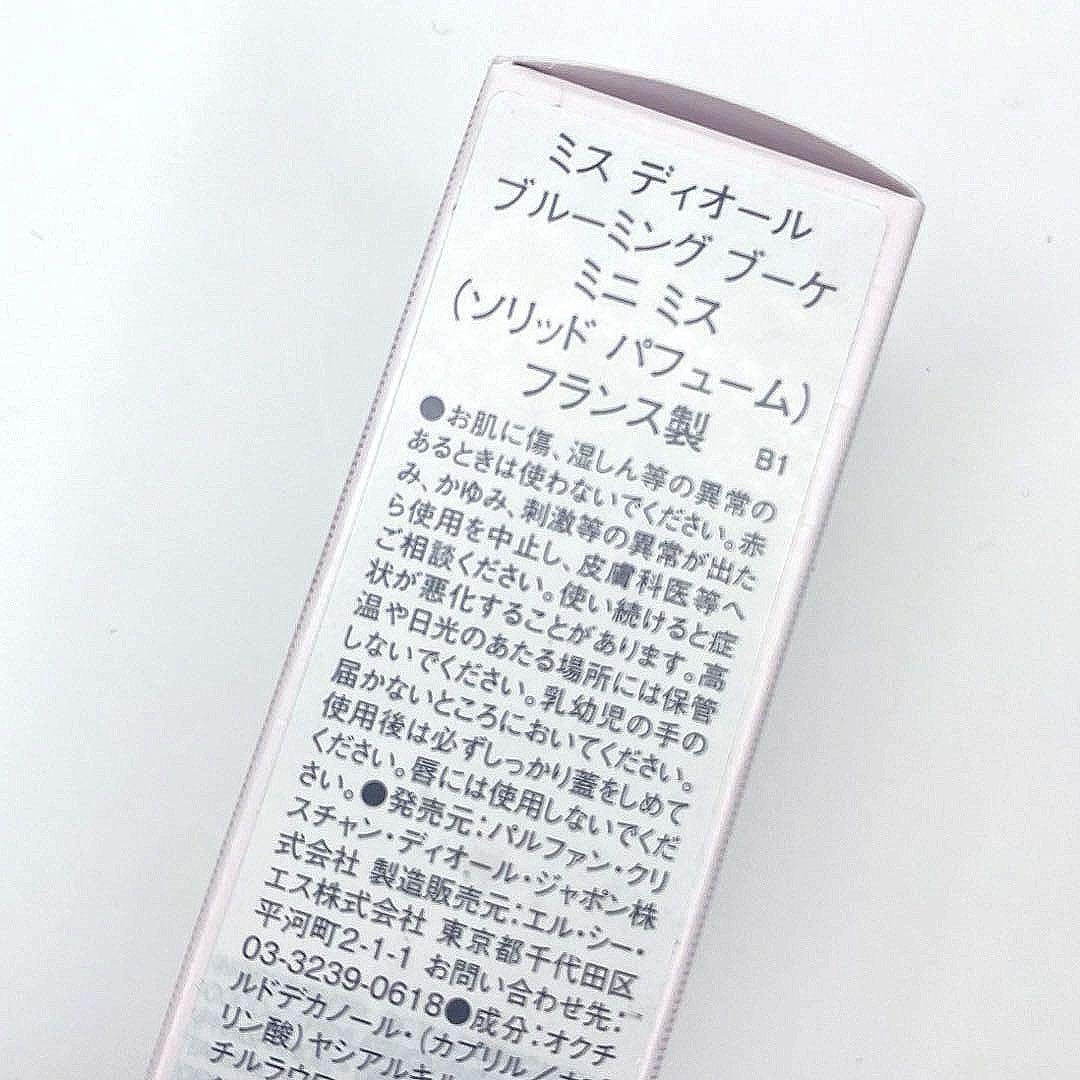 ミス ディオール
ブルーミング ブーケ
ミニ ミス
(ソリッド パフューム)
フランス製 B1
●お肌に傷、湿しん等の異常の
あるときは使わないでください。赤
み、かゆみ、刺激等の異常が出た
ら使用を中止し、皮膚科医等へ
ご相談ください。使い続けると症
状が悪化することがあります。高
温や日光のあたる場所には保管
しないでください。乳幼児の手の
届かないところにおいてください。
使用後は必ずしっかり蓋をしめて
ください。唇には使用しないでくだ
さい。●発売元:パルファン・クリ
スチャン・ディオール・ジャポン株
式会社 製造販売元:エル・シー・
エス株式会社 東京都千代田区
平河町2-1-1 お問い合わせ先:
03-3239-0618●成分:オクチ
ルドデカノール・(カプリル/
リン酸)ヤシアルキル
チルラウロ